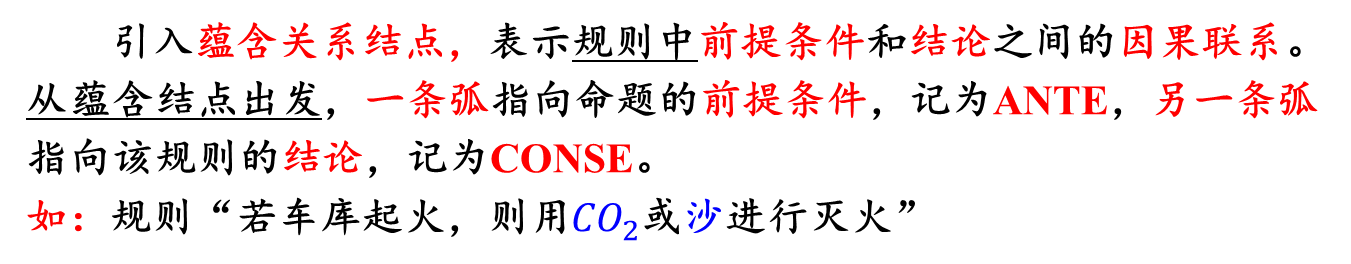 引入蕴含关系结点，表示规则中前提条件和结论之间的因果联系。
从蕴含结点出发，一条弧指向命题的前提条件，记为ANTE，另一条弧
指向该规则的结论，记为CONSE。
如：规则“若车库起火，则用CO₂或沙进行灭火”